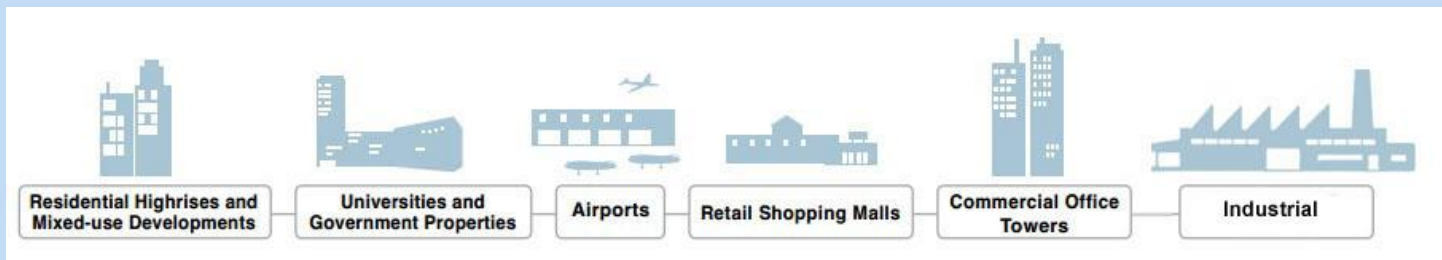 Residential Highrises and
Mixed-use Developments
Universities and
Government Properties
Airports
Retail Shopping Malls
Commercial Office
Towers
Industrial